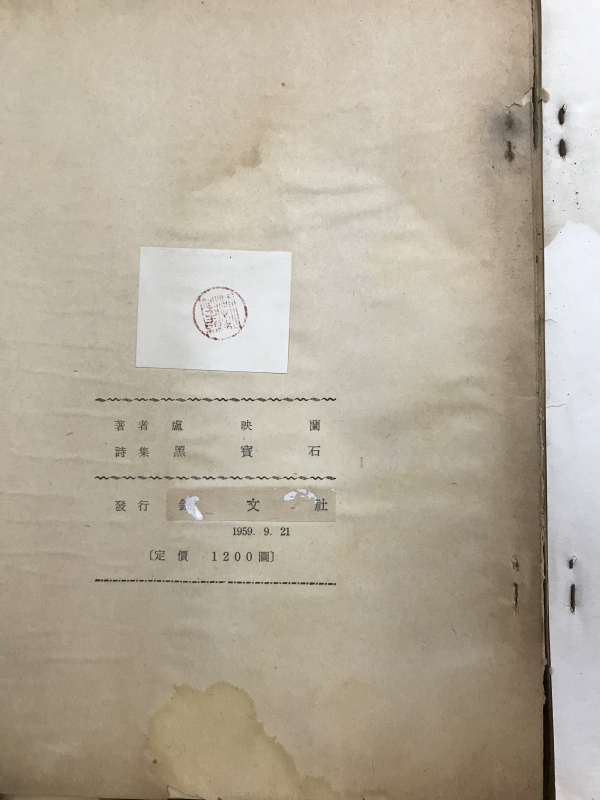 著者 盧映蘭
詩集 黑寶石
發行 文社
1959. 9. 21
〔定價 1200圜〕